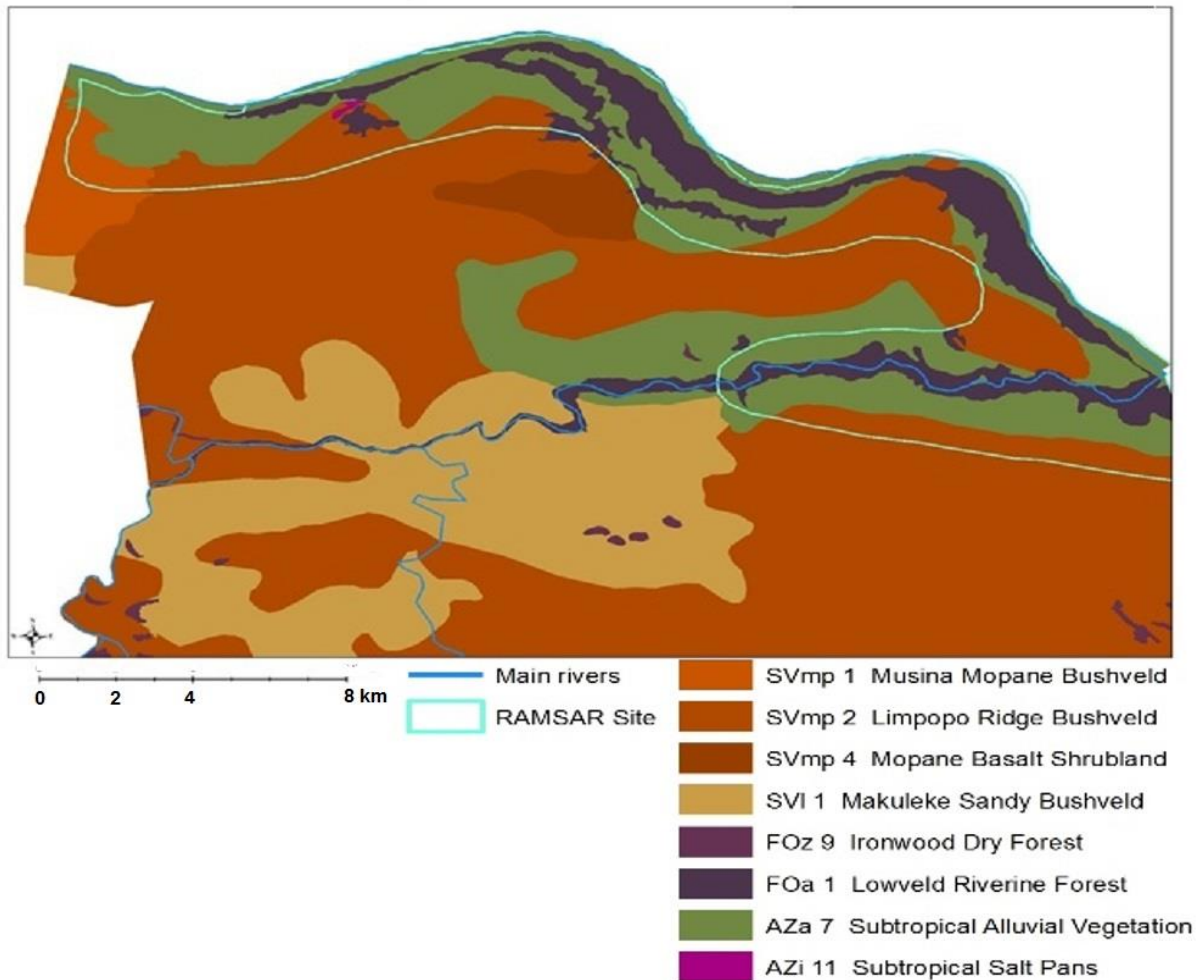 0 2 4 8 km
Main rivers
RAMSAR Site
SVmp 1 Musina Mopane Bushveld
SVmp 2 Limpopo Ridge Bushveld
SVmp 4 Mopane Basalt Shrubland
SVl 1 Makuleke Sandy Bushveld
FOz 9 Ironwood Dry Forest
FOa 1 Lowveld Riverine Forest
AZa 7 Subtropical Alluvial Vegetation
AZi 11 Subtropical Salt Pans